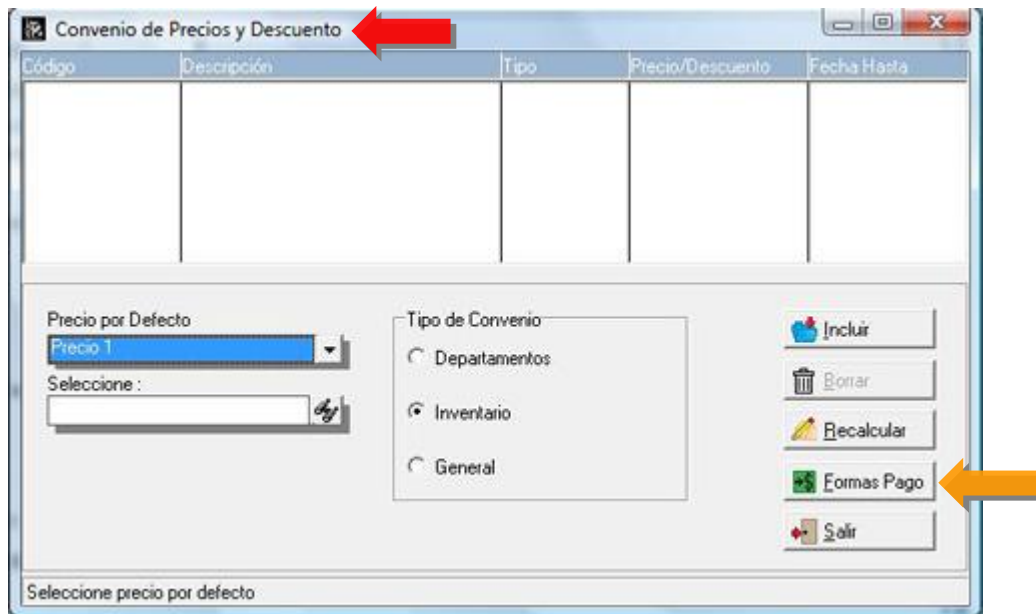 Convenio de Precios y Descuento
Código Descripción Tipo Precio/Descuento Fecha Hasta
Precio por Defecto
Precio 1
Seleccione :
Tipo de Convenio
Departamentos
Inventario
General
Incluir
Borrar
Recalcular
Formas Pago
Salir
Seleccione precio por defecto